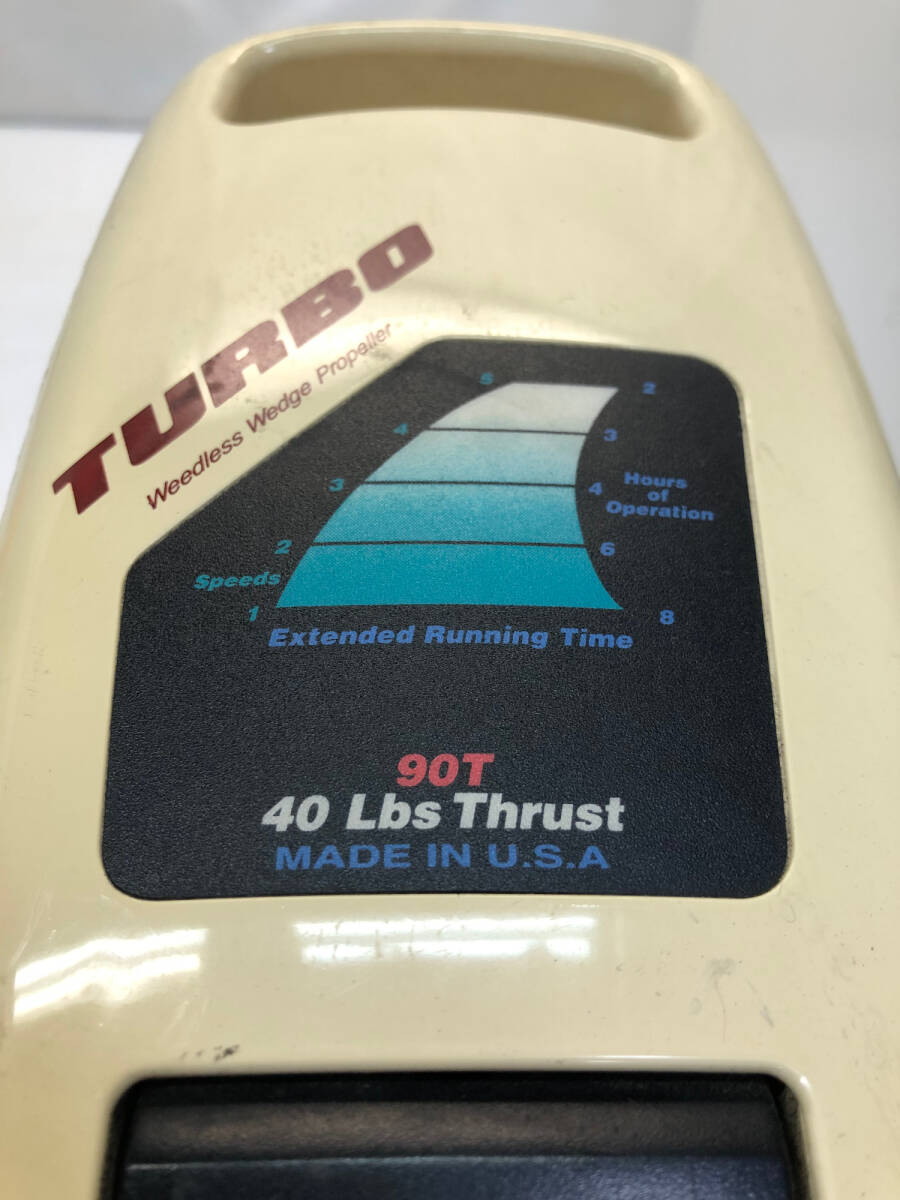 TURBO
Weedless Wedge Propeller
5 2
4 3
3 4 Hours
of
Operation
2 6
Speeds
1 8
Extended Running Time
90T
40 Lbs Thrust
MADE IN U.S.A